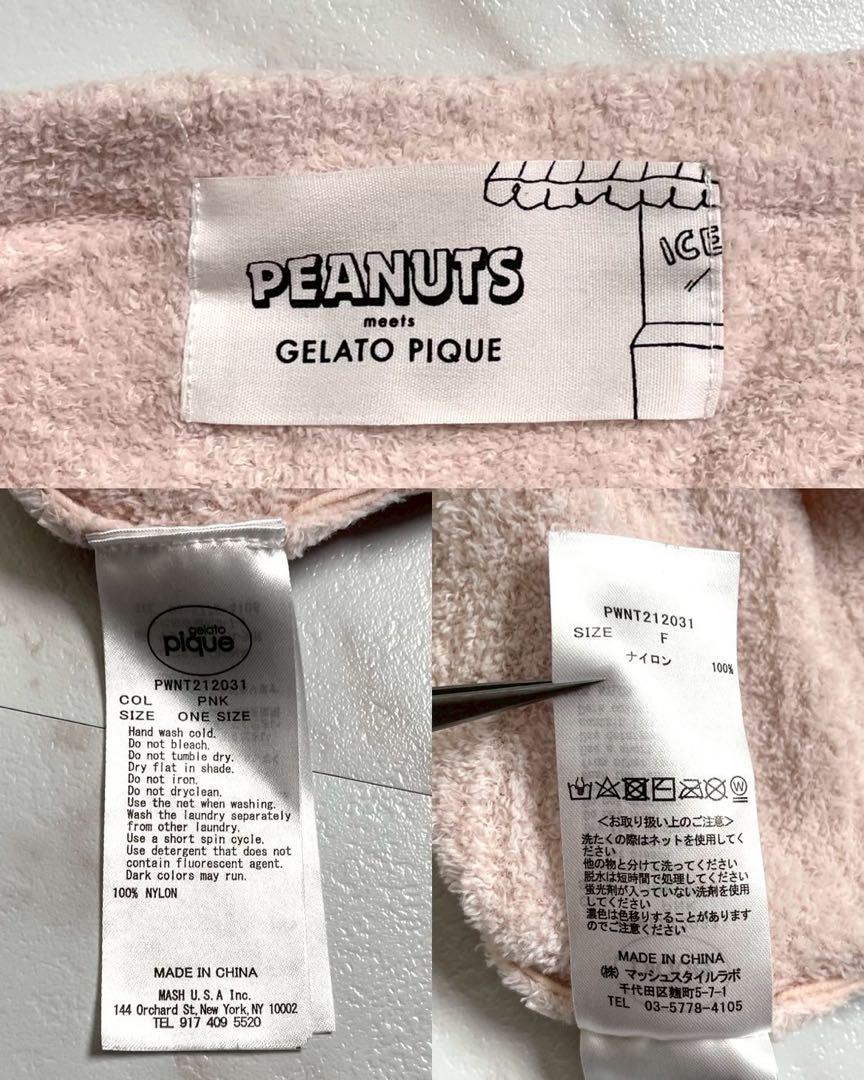 PEANUTS
meets
GELATO PIQUE
ICE
gelato
pique
PWNT212031
COL PNK
SIZE ONE SIZE
Hand wash cold.
Do not bleach.
Do not tumble dry.
Dry flat in shade.
Do not iron.
Do not dryclean.
Use the net when washing.
Wash the laundry separately
from other laundry.
Use a short spin cycle.
Use detergent that does not
contain fluorescent agent.
Dark colors may run.
100% NYLON
MADE IN CHINA
MASH U.S.A Inc.
144 Orchard St, New York, NY 10002
TEL 917 409 5520
PWNT212031
SIZE F
ナイロン 100%
W
<お取り扱い上のご注意>
洗たくの際はネットを使用してく
ださい
他の物と分けて洗ってください
脱水は短時間で処理してください
蛍光剤が入っていない洗剤を使用
してください
濃色は色移りすることがあります
のでご注意ください
MADE IN CHINA
(株) マッシュスタイルラボ
千代田区麹町5-7-1
TEL 03-5778-4105